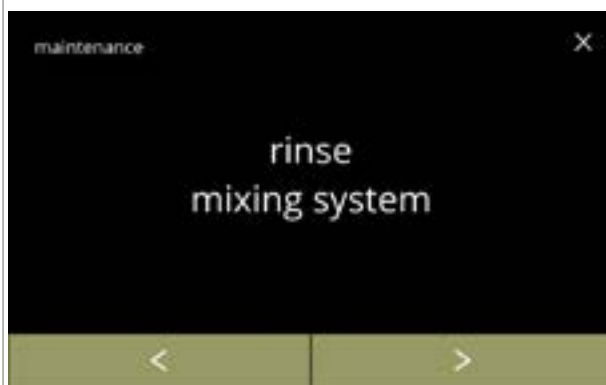 maintenance ×
rinse
mixing system
< >